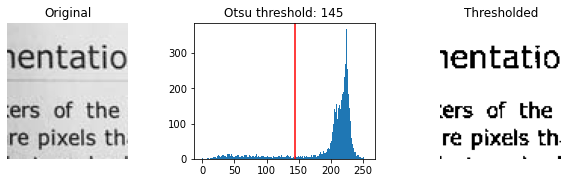 Original
nentatio
ters of the
re pixels tha
Otsu threshold: 145
300
200
100
0
0 50 100 150 200 250
Thresholded
nentatio
ters of the
re pixels tha